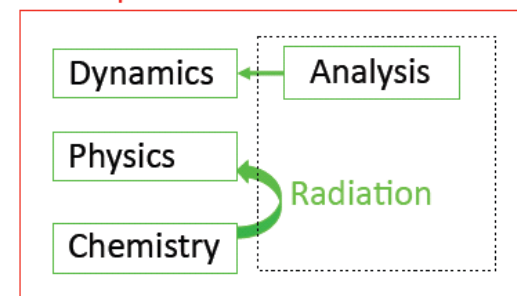 Dynamics
Analysis
Physics
Radiation
Chemistry